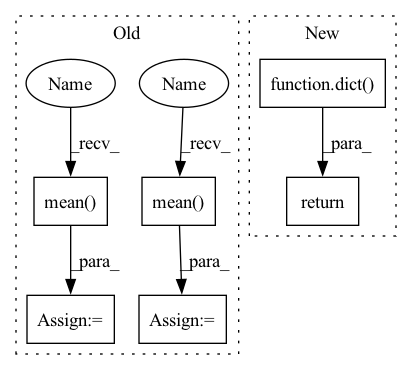 Old
New
Name
Name
function.dict()
_recv_
_recv_
_para_
mean()
mean()
return
_para_
_para_
Assign:=
Assign:=